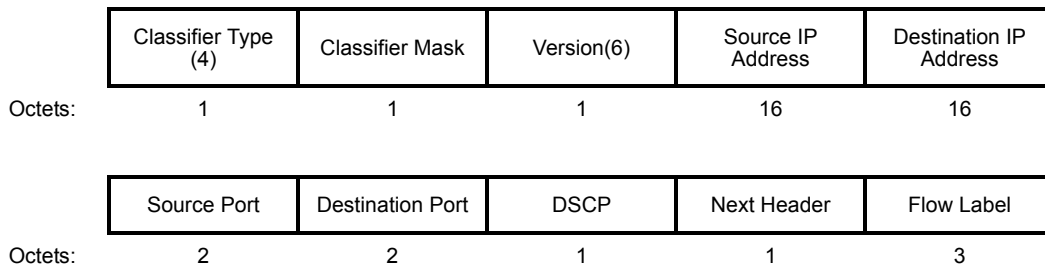 Classifier Type (4) Classifier Mask Version(6) Source IP Address Destination IP Address
Octets: 1 1 1 16 16
Source Port Destination Port DSCP Next Header Flow Label
Octets: 2 2 1 1 3